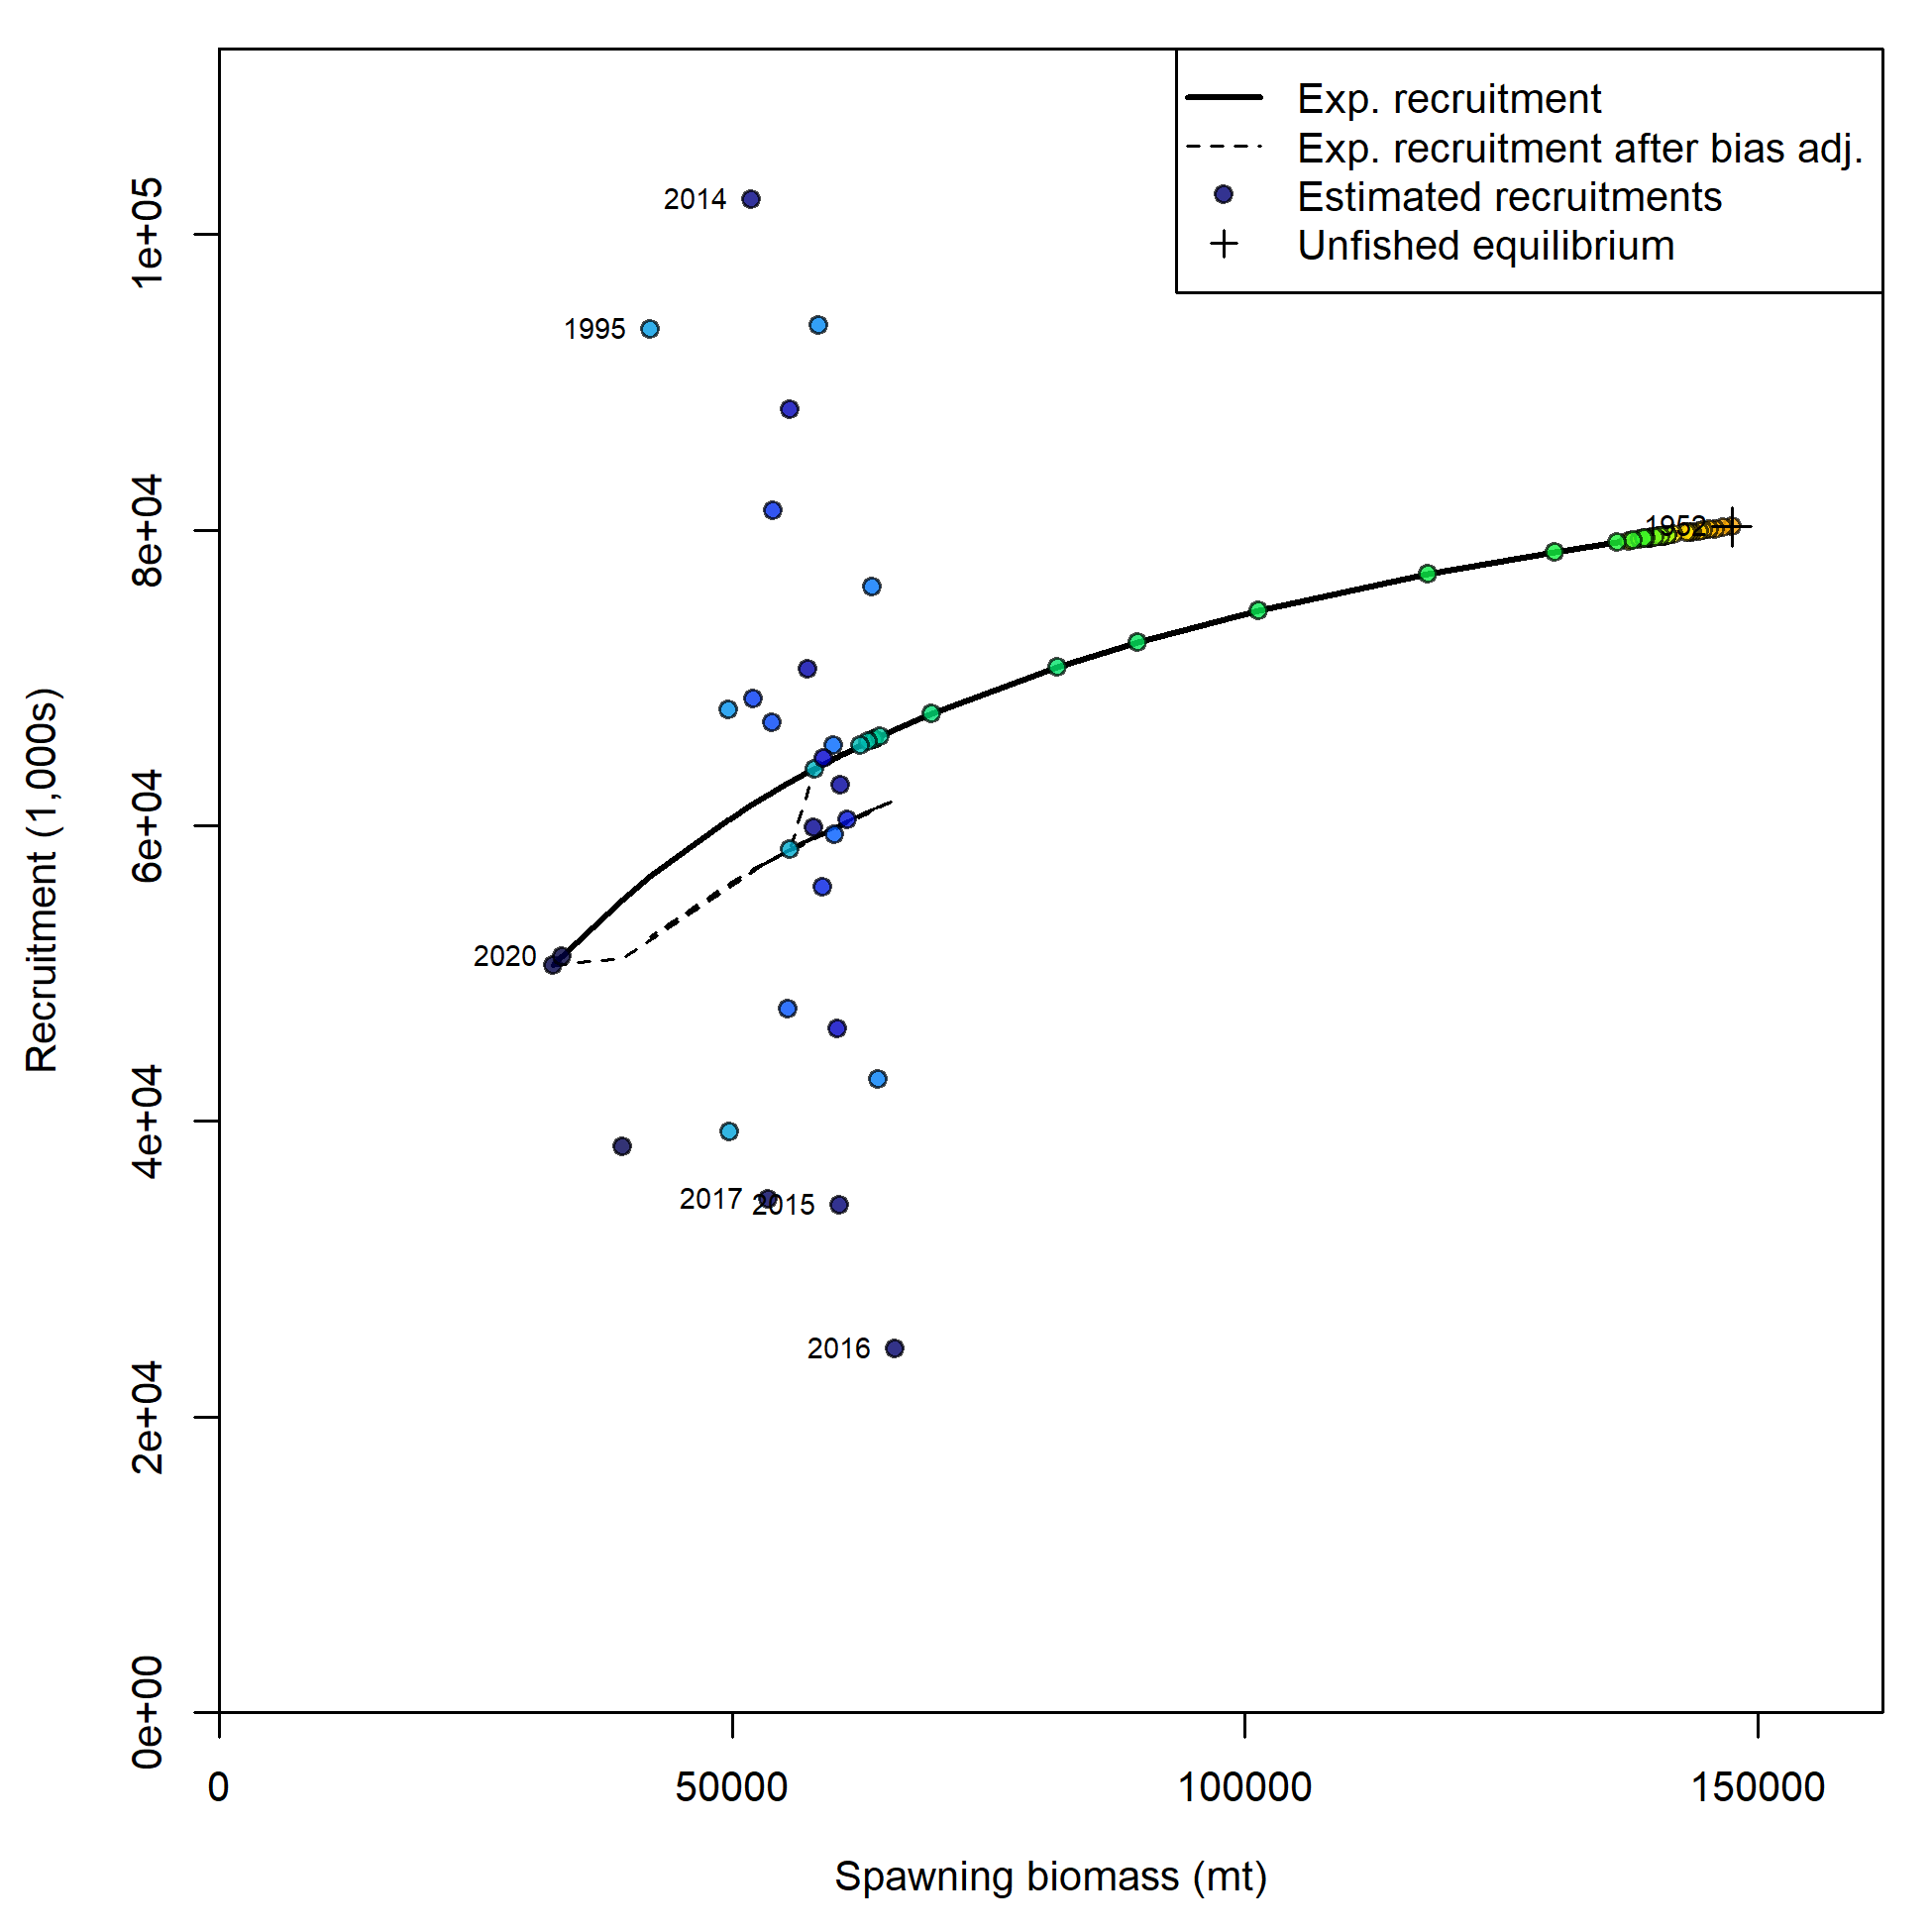 Exp. recruitment
Exp. recruitment after bias adj.
Estimated recruitments
Unfished equilibrium
2014
1995
1952
2020
2017
2015
2016
Recruitment (1,000s)
1e+05
8e+04
6e+04
4e+04
2e+04
0e+00
0
50000
100000
150000
Spawning biomass (mt)